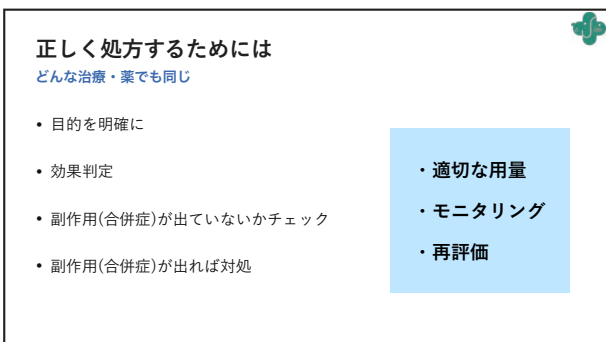 正しく処方するためには
どんな治療・薬でも同じ
• 目的を明確に
• 効果判定
• 副作用(合併症)が出ていないかチェック
• 副作用(合併症)が出れば対処
・適切な用量
・モニタリング
・再評価